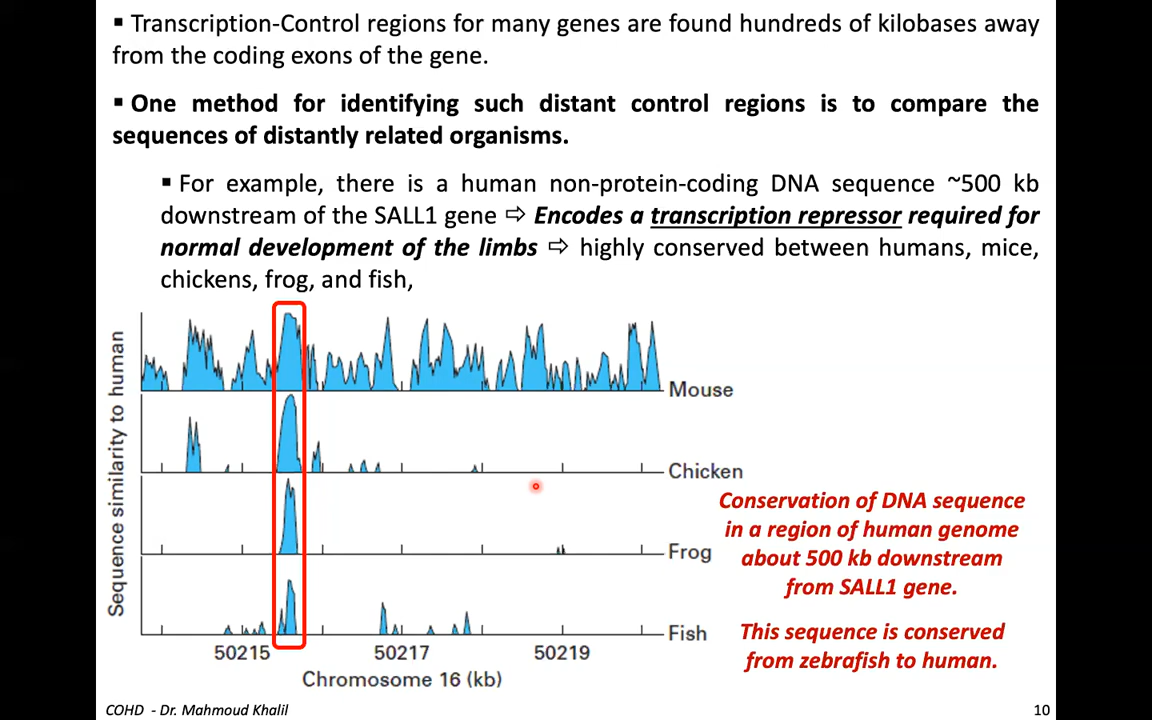 ▪ Transcription-Control regions for many genes are found hundreds of kilobases away
from the coding exons of the gene.
▪ One method for identifying such distant control regions is to compare the
sequences of distantly related organisms.
▪ For example, there is a human non-protein-coding DNA sequence ~500 kb
downstream of the SALL1 gene ⇨ Encodes a transcription repressor required for
normal development of the limbs ⇨ highly conserved between humans, mice,
chickens, frog, and fish,
Sequence similarity to human
Mouse
Chicken
Frog
Fish
50215 50217 50219
Chromosome 16 (kb)
Conservation of DNA sequence
in a region of human genome
about 500 kb downstream
from SALL1 gene.
This sequence is conserved
from zebrafish to human.
COHD - Dr. Mahmoud Khalil
10